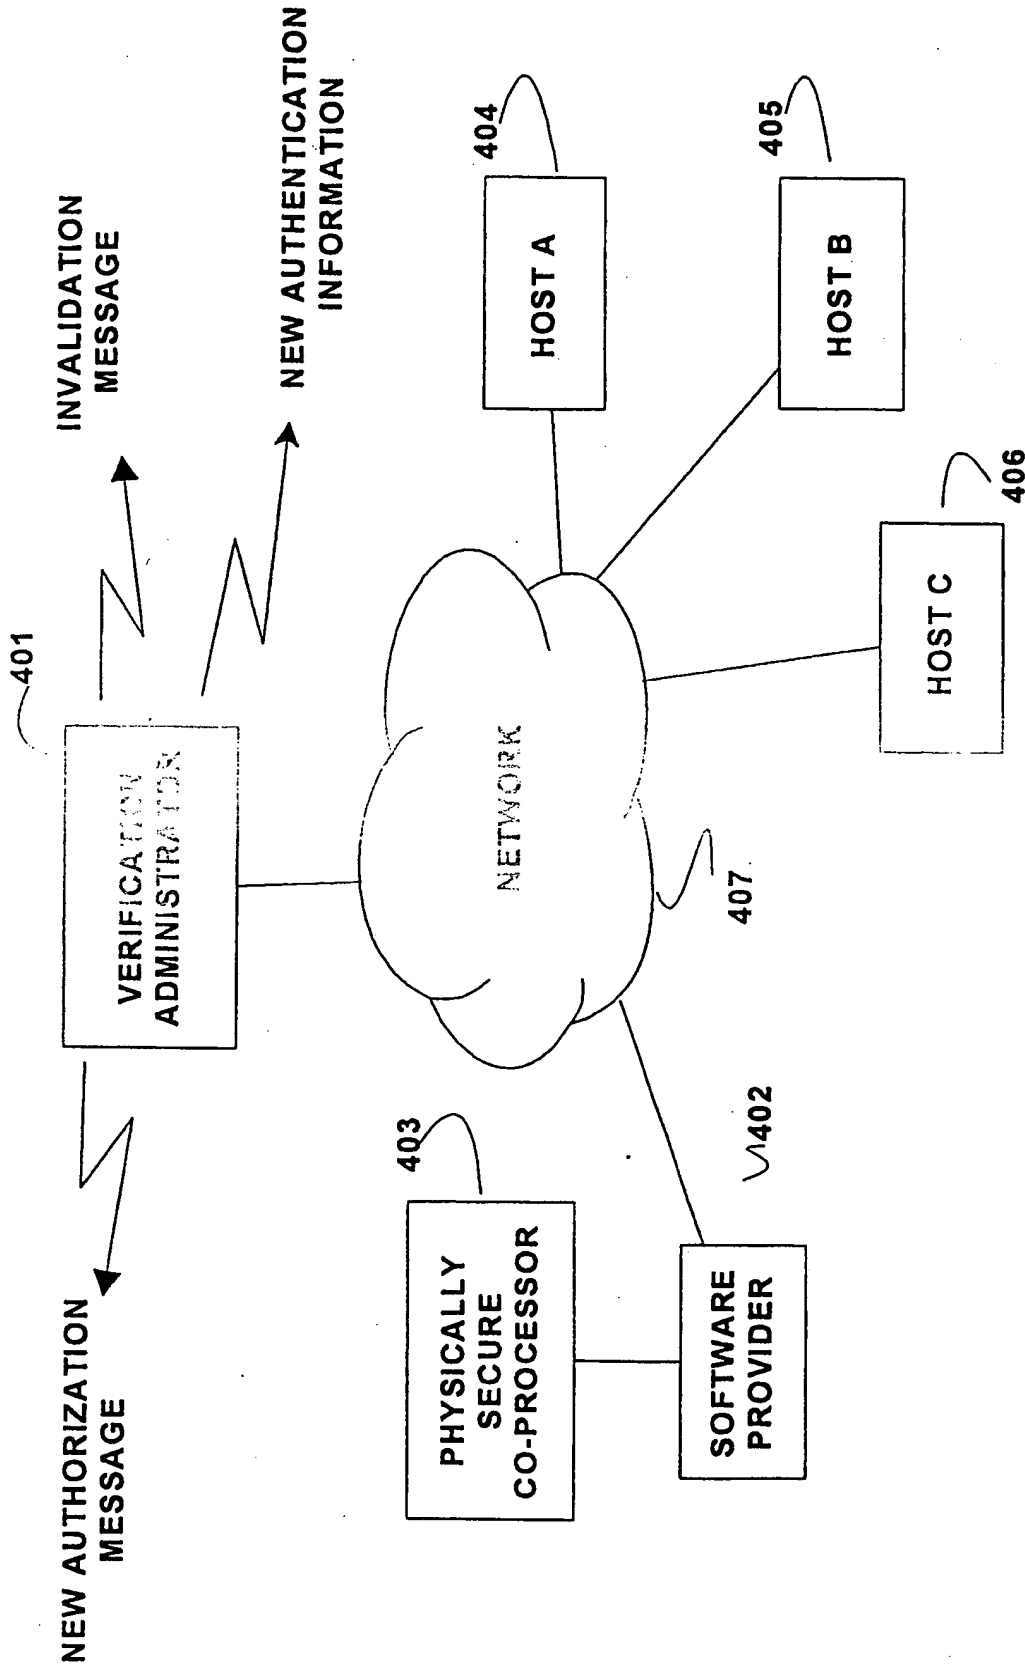 NEW AUTHORIZATION
MESSAGE
401
VERIFICATION
ADMINISTRATOR
INVALIDATION
MESSAGE
NEW AUTHENTICATION
INFORMATION
403
PHYSICALLY
SECURE
CO-PROCESSOR
NETWORK
404
HOST A
402
SOFTWARE
PROVIDER
407
405
HOST B
406
HOST C